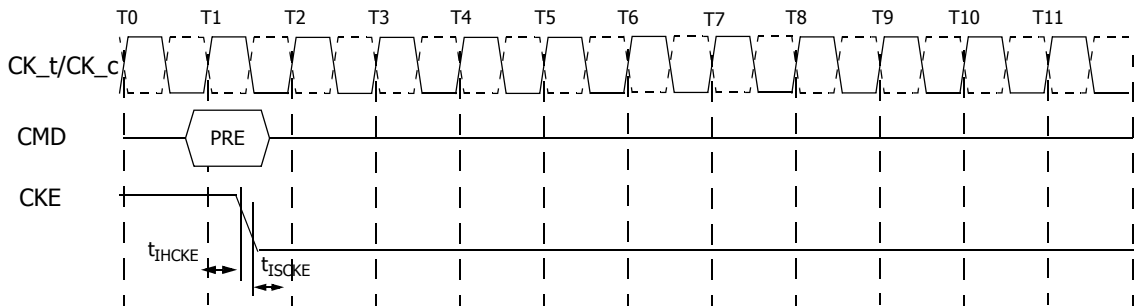 T0 T1 T2 T3 T4 T5 T6 T7 T8 T9 T10 T11
CK_t/CK_c
CMD PRE
CKE
tIHCKE
tISCKE